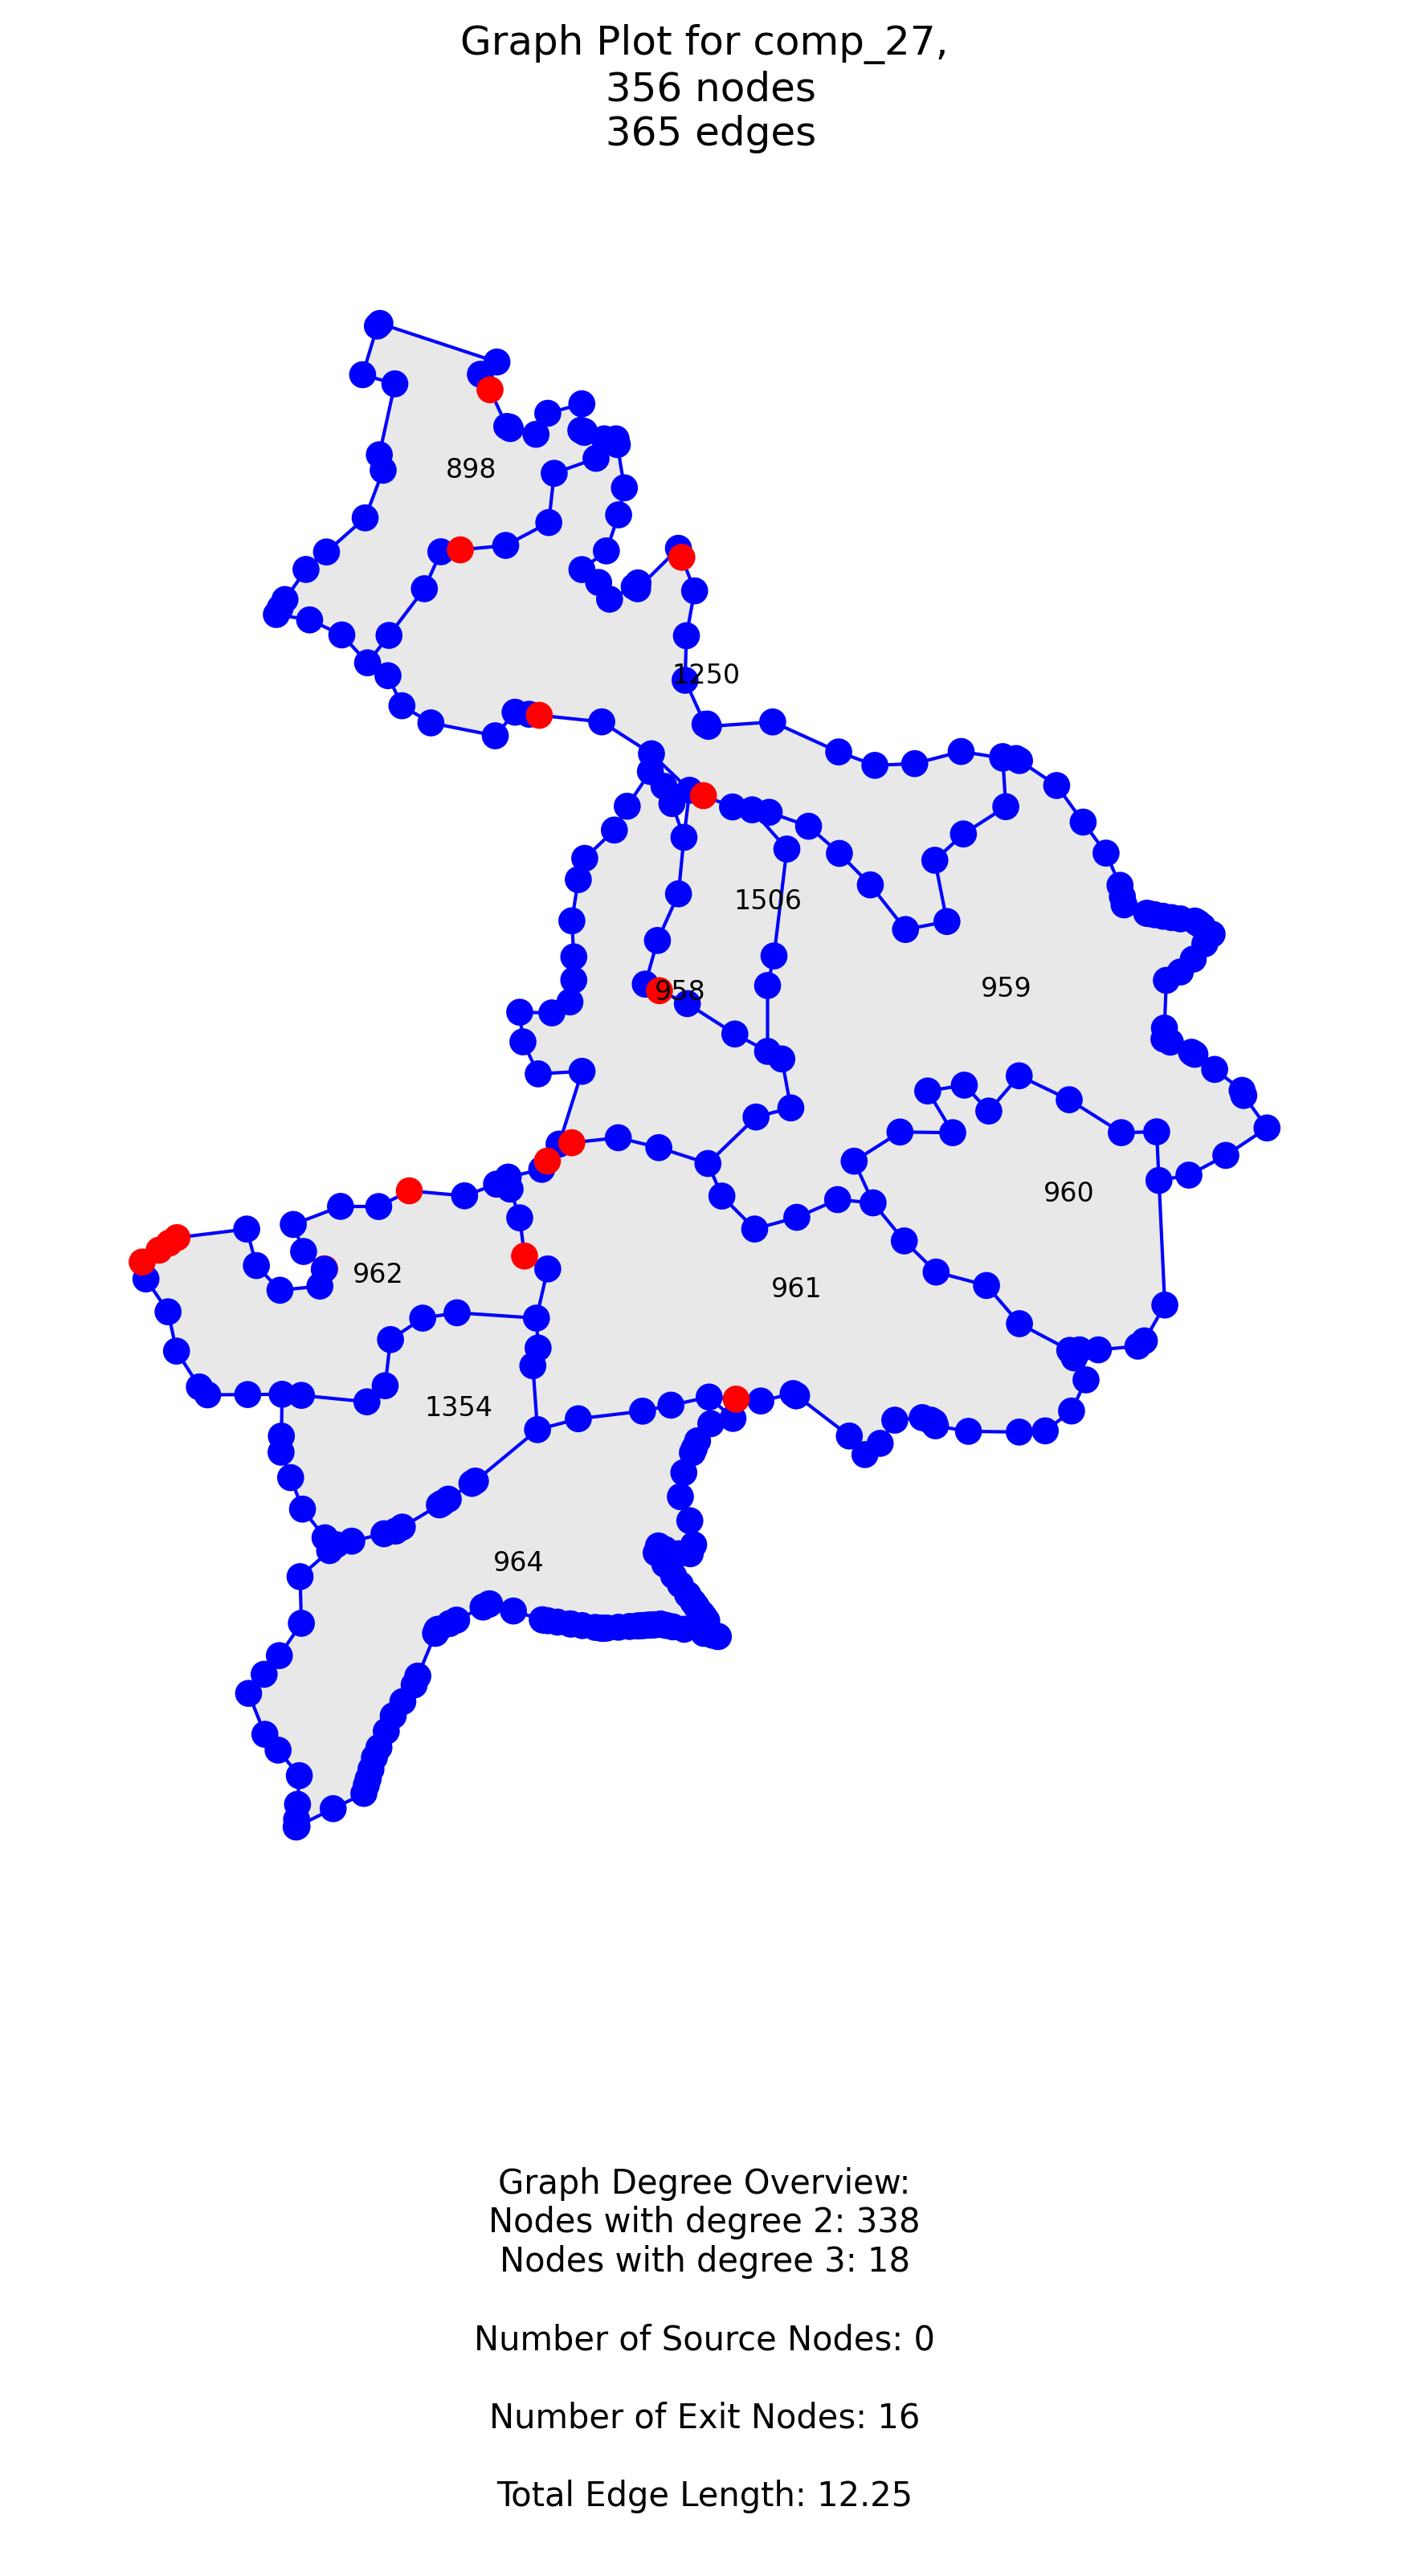 Graph Plot for comp_27,
356 nodes
365 edges
898
1250
1506
958
959
960
962
961
1354
964
Graph Degree Overview:
Nodes with degree 2: 338
Nodes with degree 3: 18
Number of Source Nodes: 0
Number of Exit Nodes: 16
Total Edge Length: 12.25